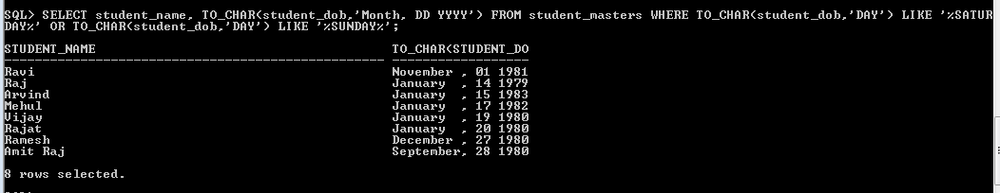 SQL> SELECT student_name, TO_CHAR(student_dob,'Month, DD YYYY') FROM student_masters WHERE TO_CHAR(student_dob,'DAY') LIKE '%SATUR
DAY%' OR TO_CHAR(student_dob,'DAY') LIKE '%SUNDAY%';
STUDENT_NAME TO_CHAR(STUDENT_DO
-------------------------------------------------- ------------------
Ravi November , 01 1981
Raj January , 14 1979
Arvind January , 15 1983
Mehul January , 17 1982
Vijay January , 19 1980
Rajat January , 20 1980
Ramesh December , 27 1980
Amit Raj September, 28 1980
8 rows selected.